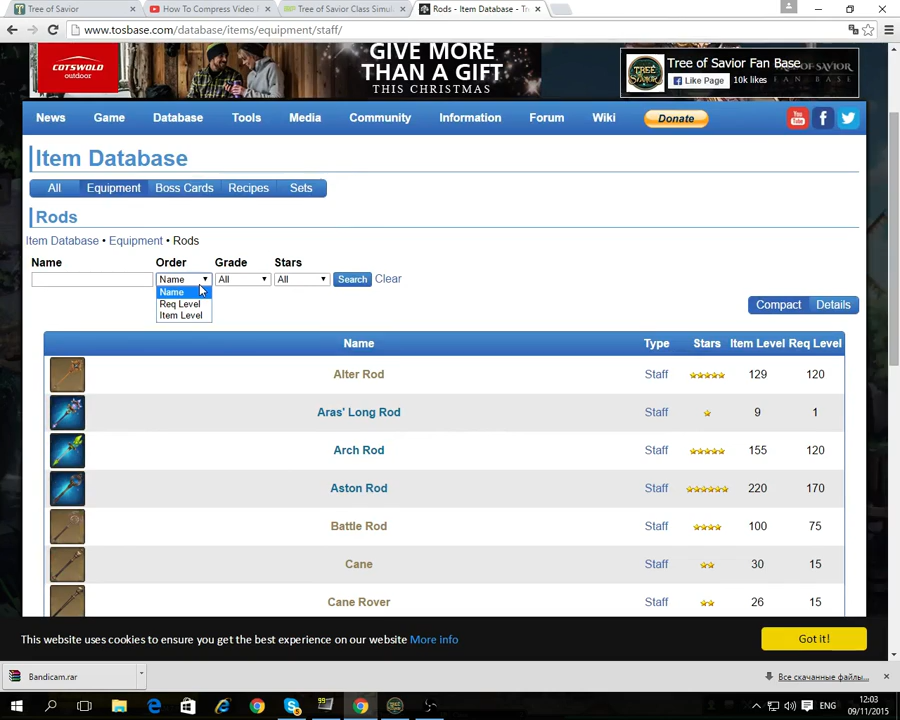 Tree of Savior
How To Compress Video
Tree of Savior Class Simul
Rods - Item Database - Tr
www.tosbase.com/database/items/equipment/staff/
COTSWOLD
outdoor
GIVE MORE
THAN A GIFT
THIS CHRISTMAS
TREE OF SAVIOR
Tree of Savior Fan Base
Like Page
10k likes
News Game Database Tools Media Community Information Forum Wiki Donate
Item Database
All Equipment Boss Cards Recipes Sets
Rods
Item Database • Equipment • Rods
Name Order Grade Stars
Name All All Search Clear
Name
Req Level
Item Level
Compact Details
Name Type Stars Item Level Req Level
Alter Rod Staff 129 120
Aras' Long Rod Staff 9 1
Arch Rod Staff 155 120
Aston Rod Staff 220 170
Battle Rod Staff 100 75
Cane Staff 30 15
Cane Rover Staff 26 15
This website uses cookies to ensure you get the best experience on our website More info
Got it!
Bandicam.rar
Все скачанные файлы...
ENG
12:03
09/11/2015